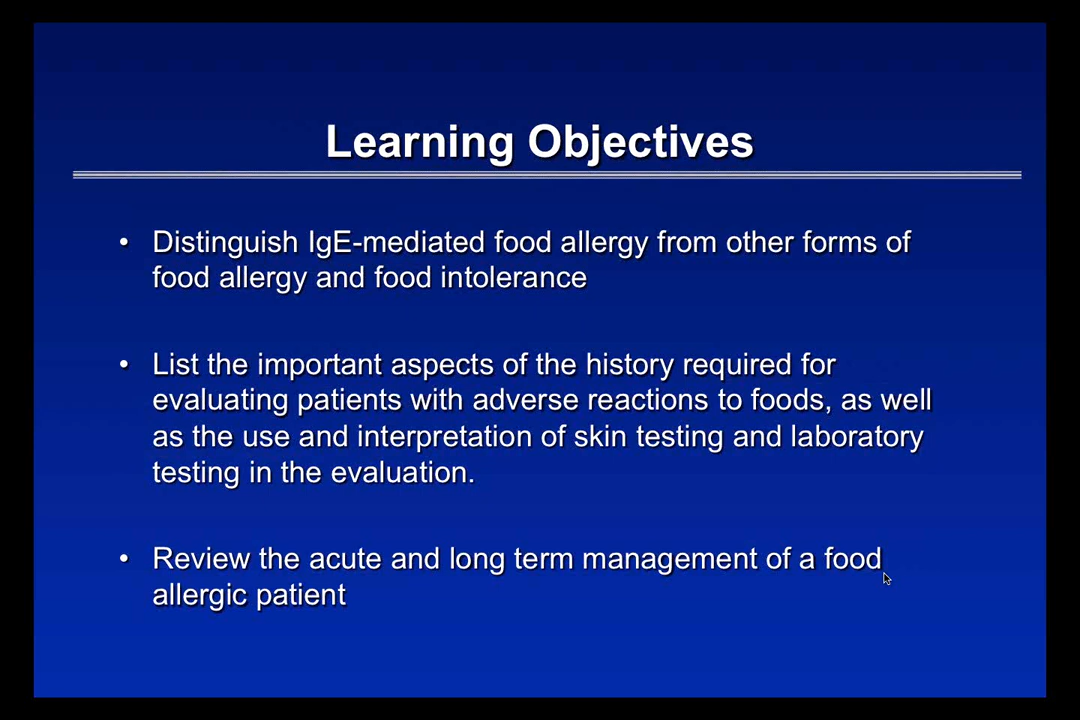 Learning Objectives
• Distinguish IgE-mediated food allergy from other forms of
food allergy and food intolerance
• List the important aspects of the history required for
evaluating patients with adverse reactions to foods, as well
as the use and interpretation of skin testing and laboratory
testing in the evaluation.
• Review the acute and long term management of a food
allergic patient